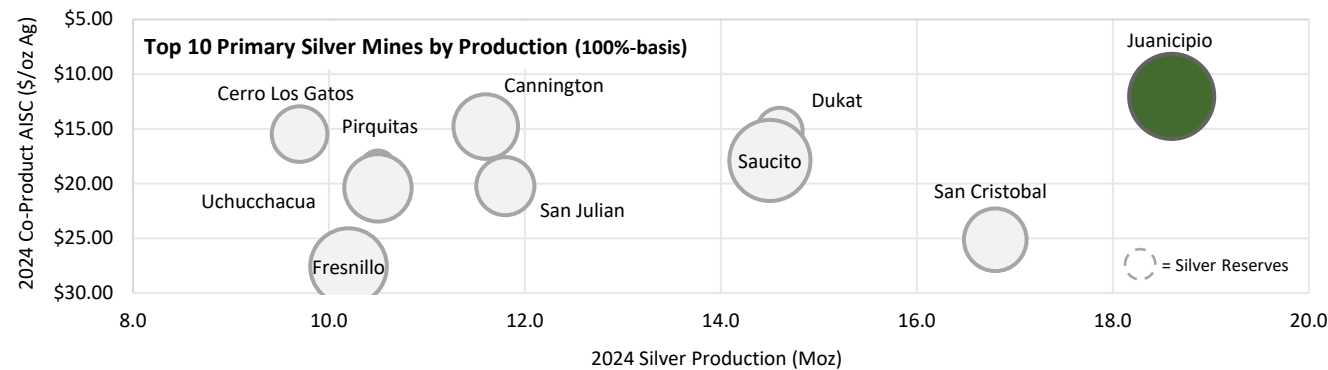 Top 10 Primary Silver Mines by Production (100%-basis)
2024 Co-Product AISC ($/oz Ag)
$5.00
$10.00
$15.00
$20.00
$25.00
$30.00
Juanicipio
Cannington
Cerro Los Gatos
Dukat
Pirquitas
Saucito
San Cristobal
Uchucchacua
San Julian
Fresnillo
= Silver Reserves
8.0 10.0 12.0 14.0 16.0 18.0 20.0
2024 Silver Production (Moz)